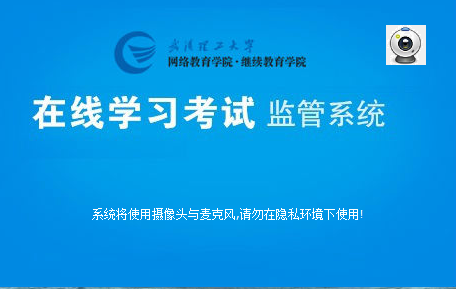 武汉理工大学
网络教育学院·继续教育学院
在线学习考试 监管系统
系统将使用摄像头与麦克风,请勿在隐私环境下使用!